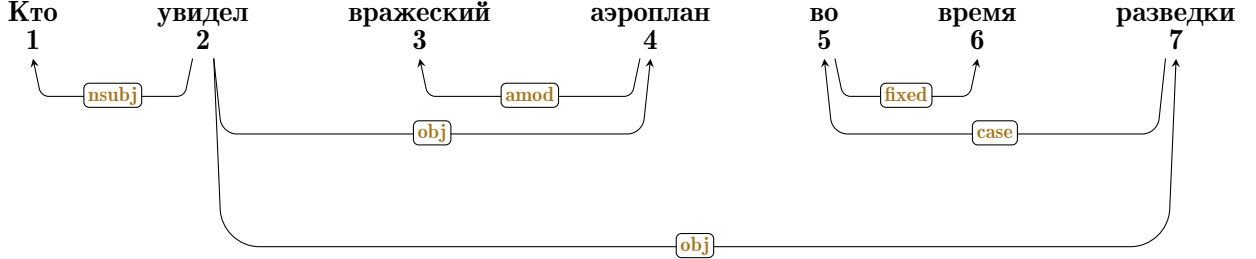 Кто увидел вражеский аэроплан во время разведки
1 2 3 4 5 6 7
nsubj amod fixed
obj case
obj